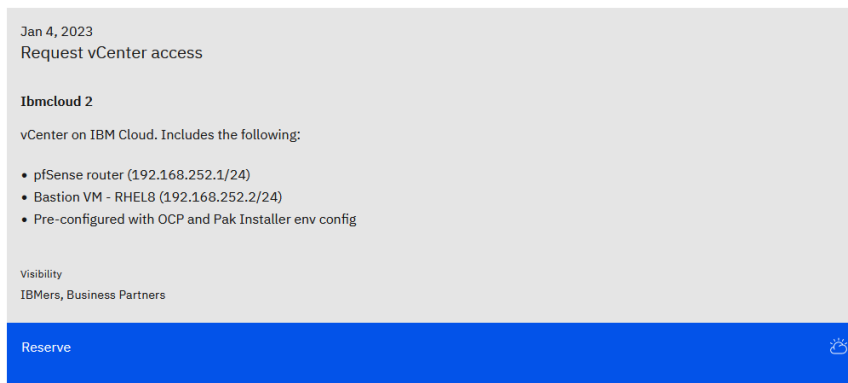 Jan 4, 2023
Request vCenter access
Ibmcloud 2
vCenter on IBM Cloud. Includes the following:
• pfSense router (192.168.252.1/24)
• Bastion VM - RHEL8 (192.168.252.2/24)
• Pre-configured with OCP and Pak Installer env config
Visibility
IBMers, Business Partners
Reserve